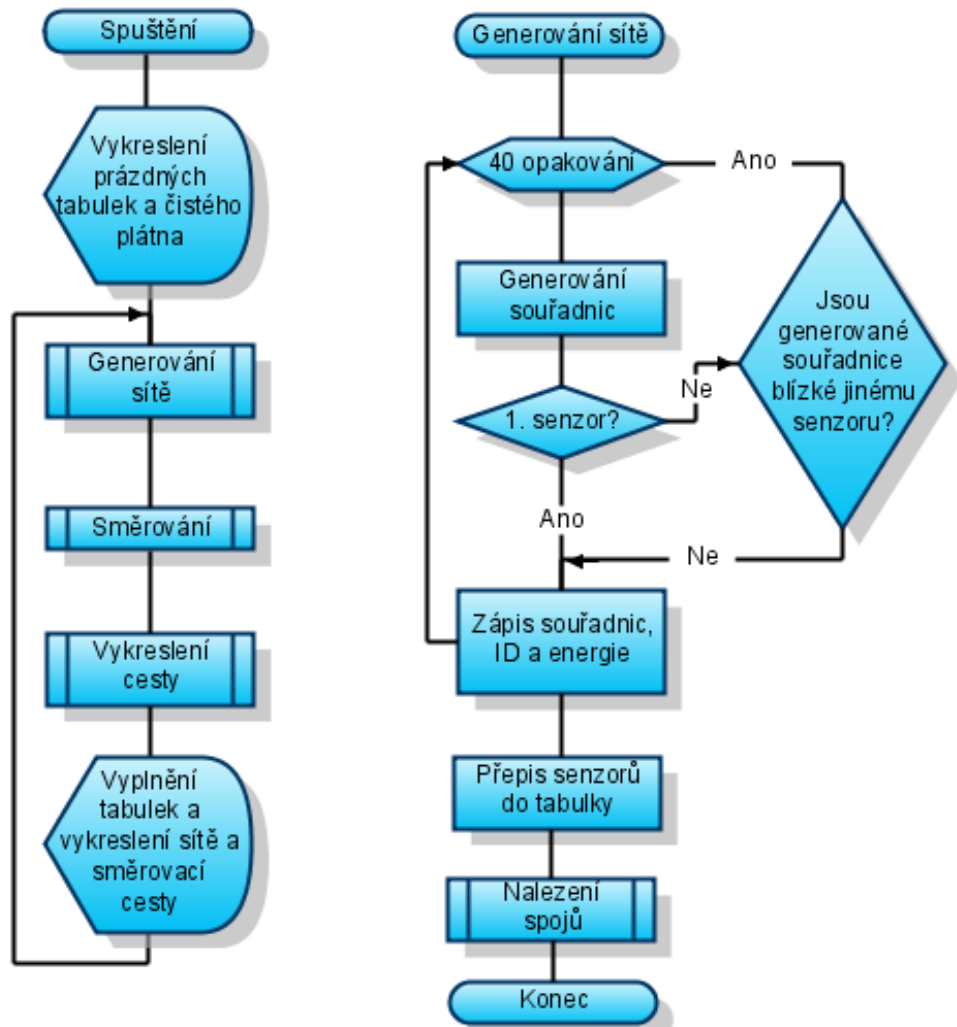 Spuštění
Vykreslení
prázdných
tabulek a čistého
plátna
Generování
sítě
Směrování
Vykreslení
cesty
Vyplnění
tabulek a
vykreslení sítě a
směrovací
cesty
Generování sítě
40 opakování
Ano
Generování
souřadnic
Jsou
generované
souřadnice
blízké jinému
senzoru?
Ne
1. senzor?
Ano
Ne
Zápis souřadnic,
ID a energie
Přepis senzorů
do tabulky
Nalezení
spojů
Konec